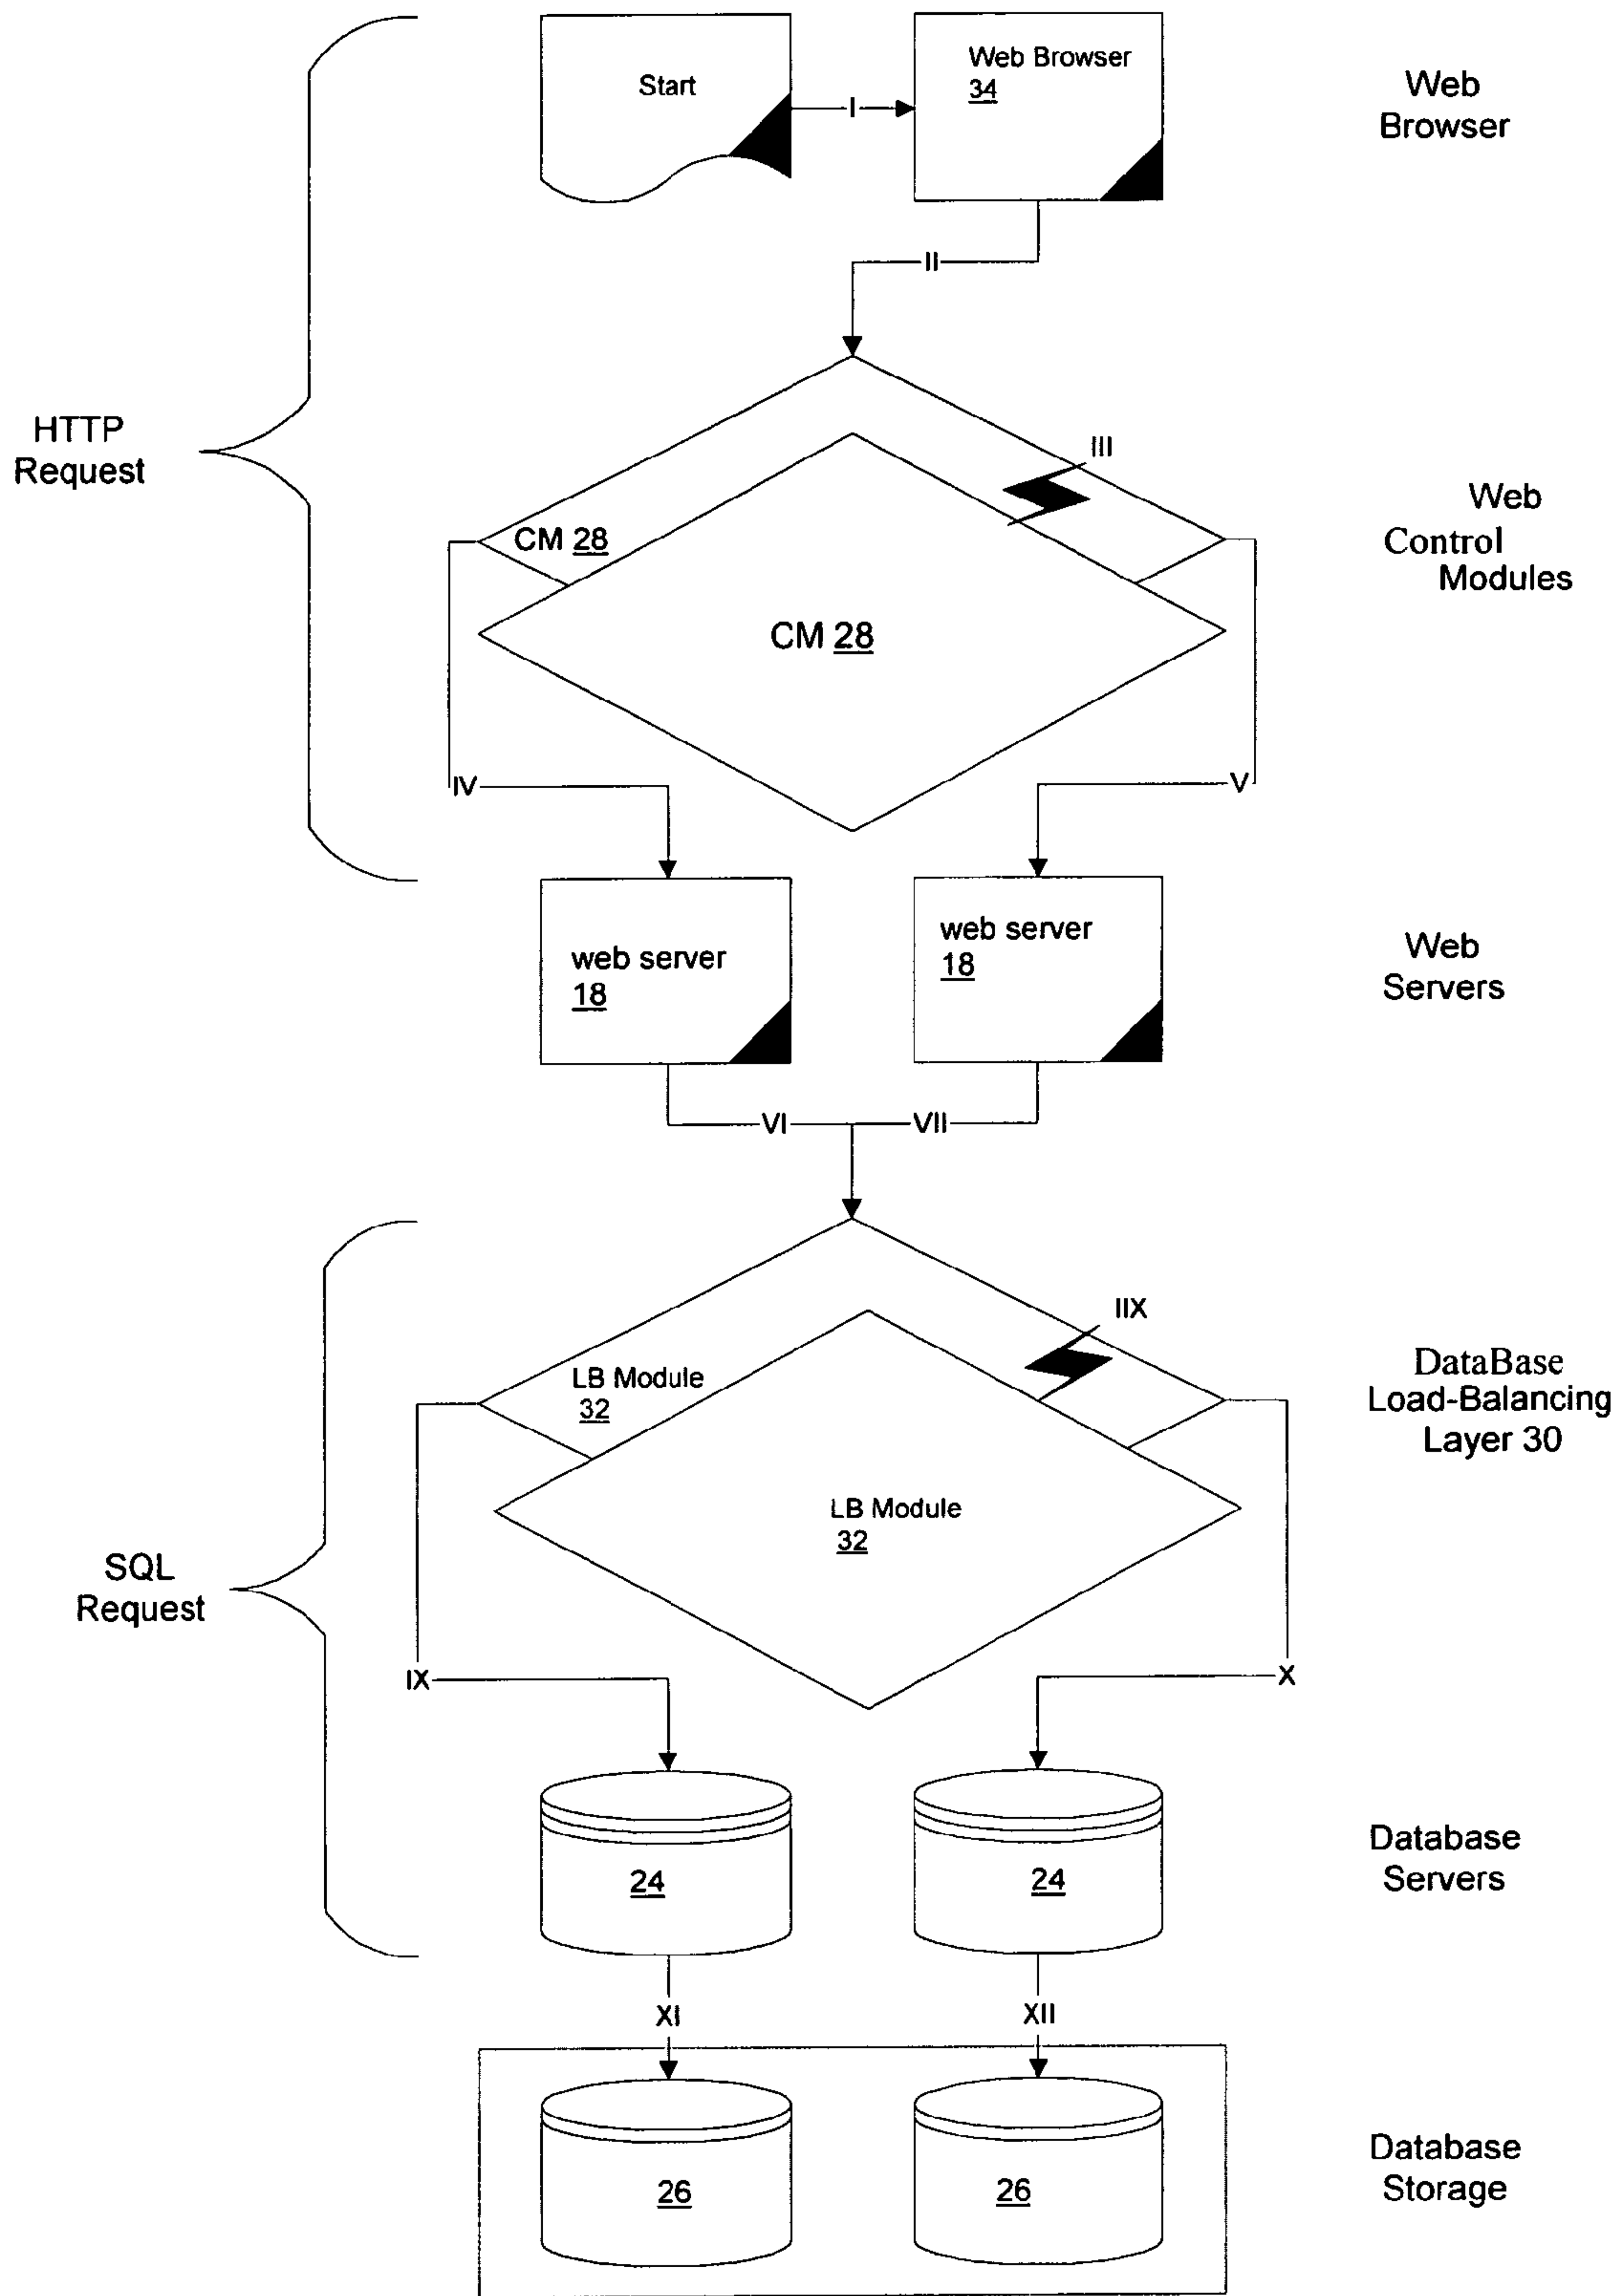 Start
I
Web Browser
34
Web
Browser
II
HTTP
Request
III
CM 28
CM 28
Web
Control
Modules
IV
V
web server
18
web server
18
Web
Servers
VI
VII
SQL
Request
IIX
LB Module
32
LB Module
32
DataBase
Load-Balancing
Layer 30
IX
X
24
24
Database
Servers
XI
XII
26
26
Database
Storage